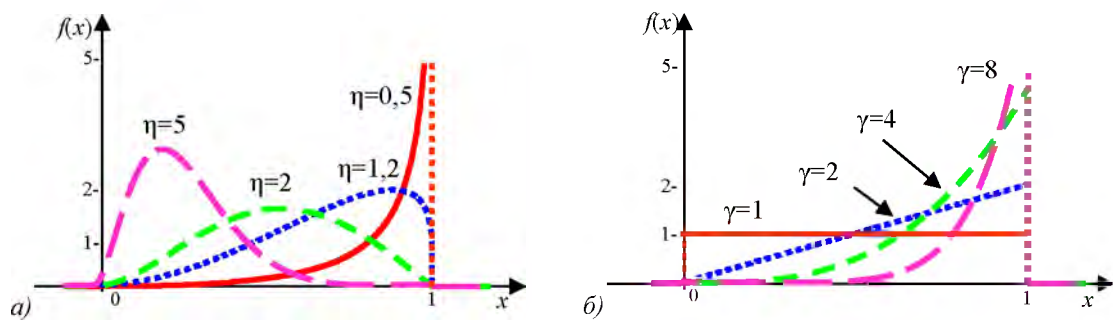 f(x)
5-
η=0,5
η=5
η=1,2
2-
η=2
1-
а)
0
1
x
f(x)
5-
γ=8
γ=4
2-
γ=2
γ=1
1-
б)
0
1
x